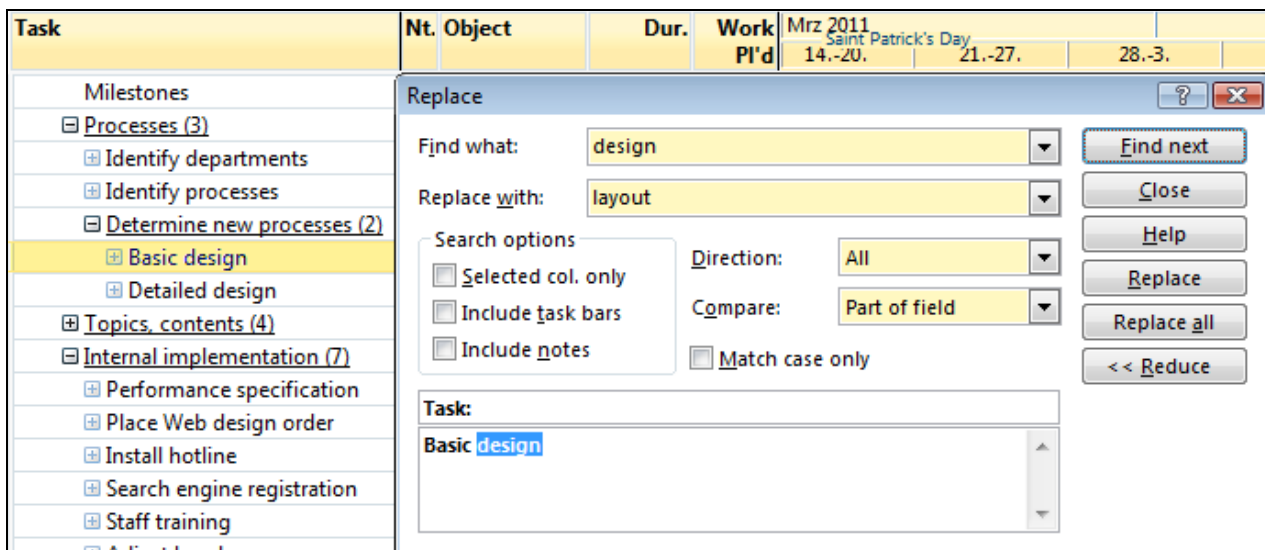 Task Nt. Object Dur. Work Mrz 2011
Saint Patrick's Day
Pl'd 14.-20. 21.-27. 28.-3.
Milestones
Processes (3)
Identify departments
Identify processes
Determine new processes (2)
Basic design
Detailed design
Topics, contents (4)
Internal implementation (7)
Performance specification
Place Web design order
Install hotline
Search engine registration
Staff training
Replace
Find what: design Find next
Replace with: layout Close
Search options Help
Selected col. only Direction: All Replace
Include task bars Compare: Part of field Replace all
Include notes Match case only << Reduce
Task:
Basic design